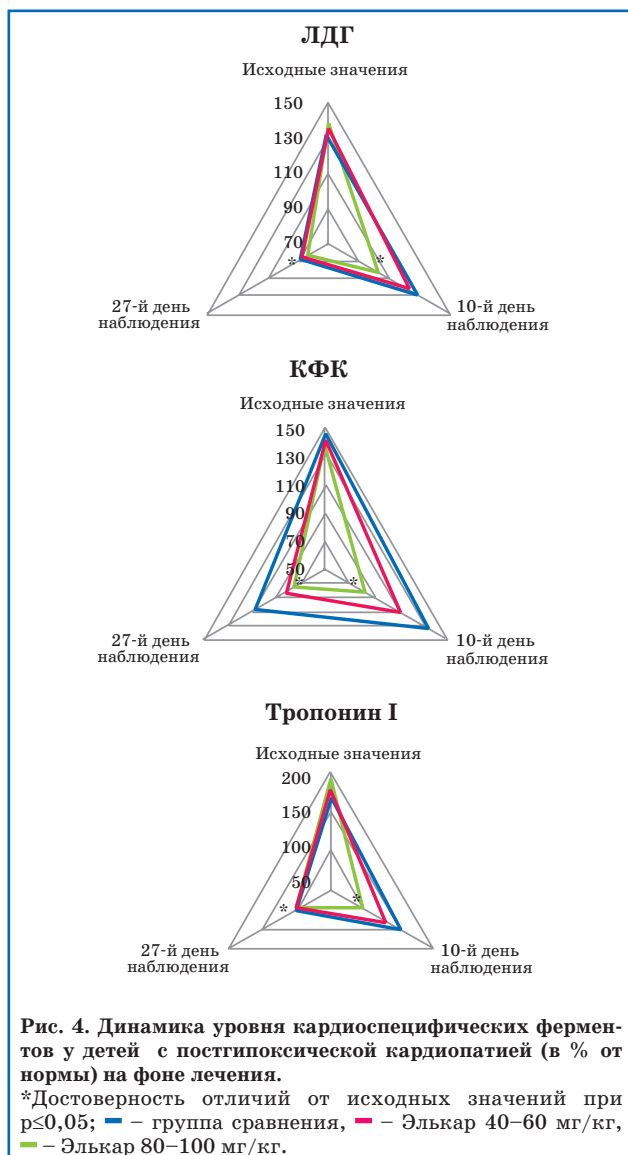 ЛДГ
Исходные значения
150
130
110
90
70
*
*
27-й день
наблюдения
10-й день
наблюдения
КФК
Исходные значения
150
130
110
90
70
50
*
*
27-й день
наблюдения
10-й день
наблюдения
Тропонин I
Исходные значения
200
150
100
50
*
*
27-й день
наблюдения
10-й день
наблюдения
Рис. 4. Динамика уровня кардиоспецифических фермен-
тов у детей с постгипоксической кардиопатией (в % от
нормы) на фоне лечения.
*Достоверность отличий от исходных значений при
p≤0,05; – группа сравнения, – Элькар 40–60 мг/кг,
– Элькар 80–100 мг/кг.